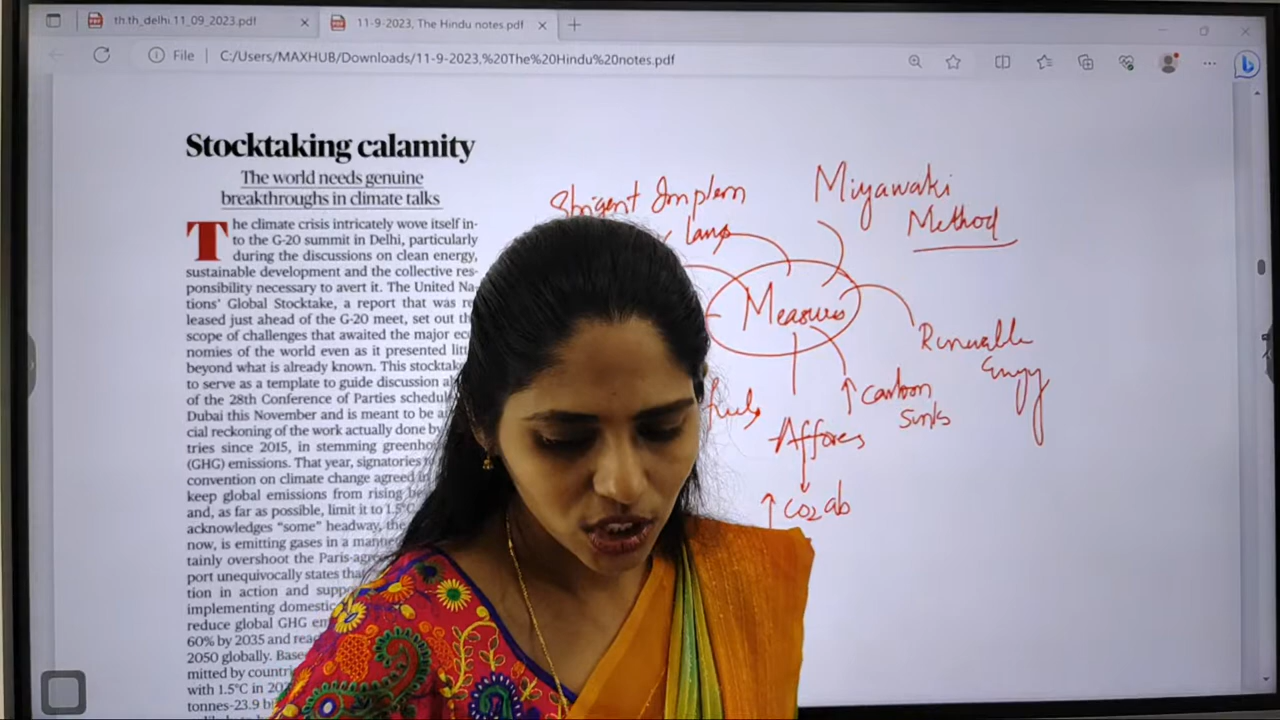 th.th_delhi.11_09_2023.pdf
11-9-2023, The Hindu notes.pdf
File
C:/Users/MAXHUB/Downloads/11-9-2023,%20The%20Hindu%20notes.pdf
Stocktaking calamity
The world needs genuine
breakthroughs in climate talks
The climate crisis intricately wove itself in-
to the G-20 summit in Delhi, particularly
during the discussions on clean energy,
sustainable development and the collective res-
ponsibility necessary to avert it. The United Na-
tions' Global Stocktake, a report that was re
leased just ahead of the G-20 meet, set out th
scope of challenges that awaited the major ec
nomies of the world even as it presented litt
beyond what is already known. This stocktak
to serve as a template to guide discussion a
of the 28th Conference of Parties schedul
Dubai this November and is meant to be a
cial reckoning of the work actually done by
tries since 2015, in stemming greenho
(GHG) emissions. That year, signatories
convention on climate change agreed i
keep global emissions from rising be
and, as far as possible, limit it to 1.5°C
acknowledges "some" headway, the
now, is emitting gases in a manne
tainly overshoot the Paris-agre
port unequivocally states tha
tion in action and suppo
implementing domestic
reduce global GHG em
60% by 2035 and reac
2050 globally. Base
mitted by countri
with 1.5°C in 20
tonnes-23.9 b
Stringent Implem
laws
Miyawaki
Method
Measures
Renewable
Energy
↑ Carbon
Sinks
fuels
Affores
↑ CO2 ab